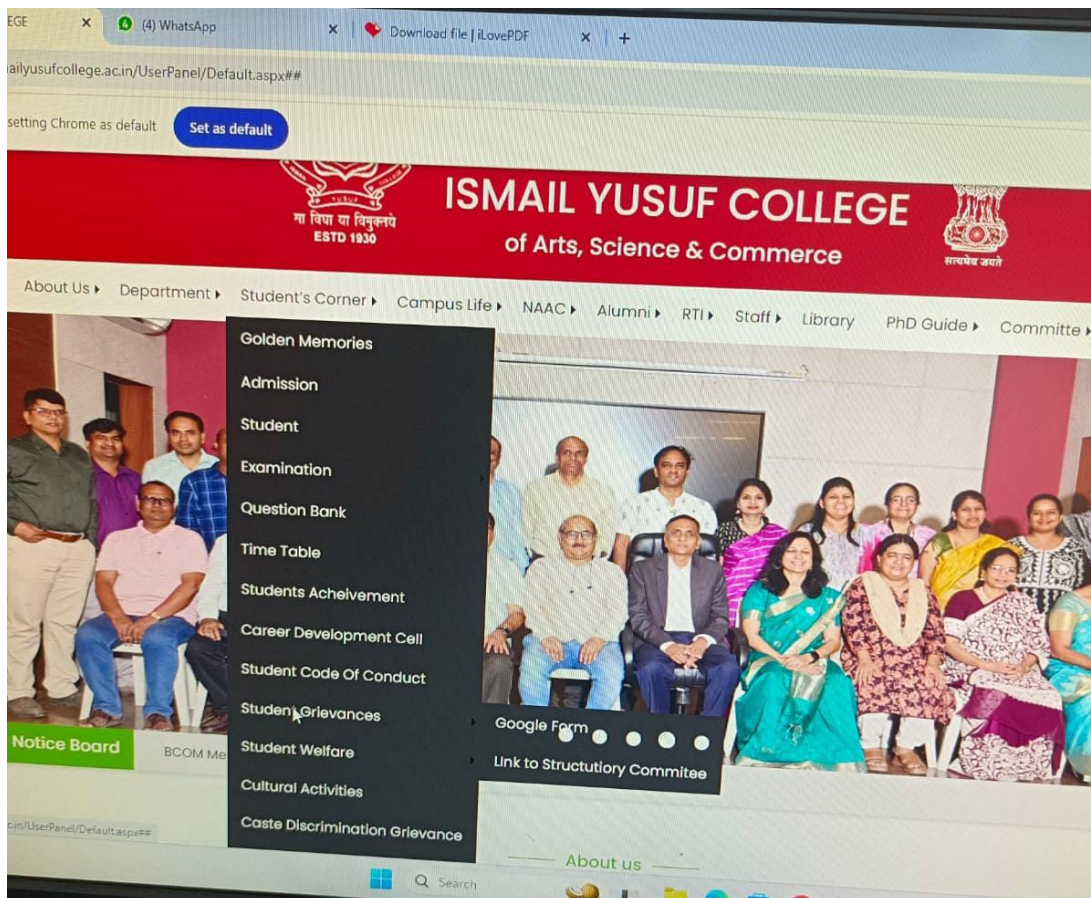 EGE
(4) WhatsApp
Download file | iLovePDF
ailyusufcollege.ac.in/UserPanel/Default.aspx##
setting Chrome as default
Set as default
YUSUF
मा विद्या या विमुक्तये
ESTD 1930
ISMAIL YUSUF COLLEGE
of Arts, Science & Commerce
सत्यमेव जयते
About Us
Department
Student's Corner
Campus Life
NAAC
Alumni
RTI
Staff
Library
PhD Guide
Committe
Golden Memories
Admission
Student
Examination
Question Bank
Time Table
Students Acheivement
Career Development Cell
Student Code Of Conduct
Student Grievances
Student Welfare
Cultural Activities
Caste Discrimination Grievance
Google Form
Link to Structutiory Commitee
Notice Board
BCOM Me
c.in/UserPanel/Default.aspx##
About us
Search